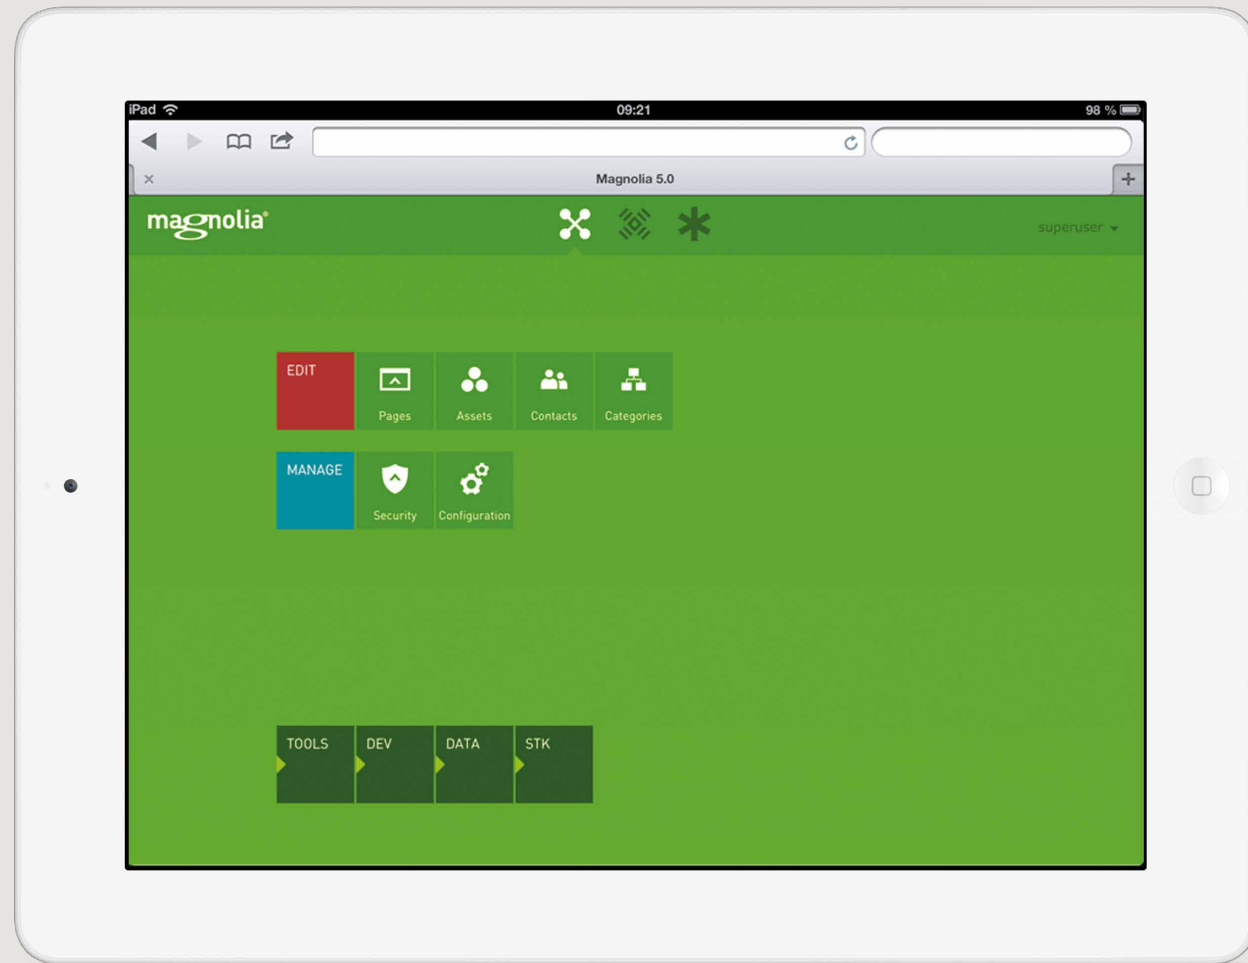 iPad 09:21 98 %
Magnolia 5.0
magnolia®
superuser
EDIT
Pages Assets Contacts Categories
MANAGE
Security Configuration
TOOLS DEV DATA STK